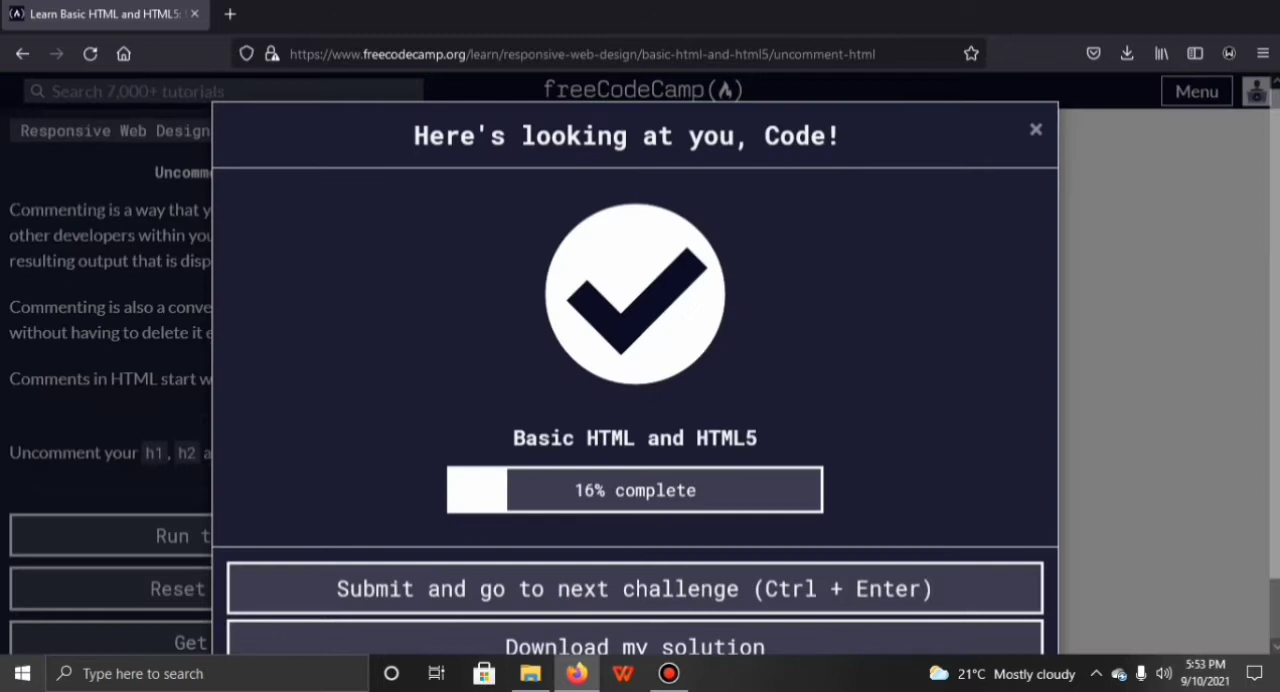 Learn Basic HTML and HTML5:
https://www.freecodecamp.org/learn/responsive-web-design/basic-html-and-html5/uncomment-html
Search 7,000+ tutorials
freeCodeCamp(🔥)
Menu
Responsive Web Design
Here's looking at you, Code!
Uncomm
Commenting is a way that y
other developers within you
resulting output that is disp
Commenting is also a conve
without having to delete it e
Comments in HTML start w
Uncomment your h1, h2 a
Run t
Reset
Get
Basic HTML and HTML5
16% complete
Submit and go to next challenge (Ctrl + Enter)
Download my solution
Type here to search
21°C Mostly cloudy
5:53 PM
9/10/2021